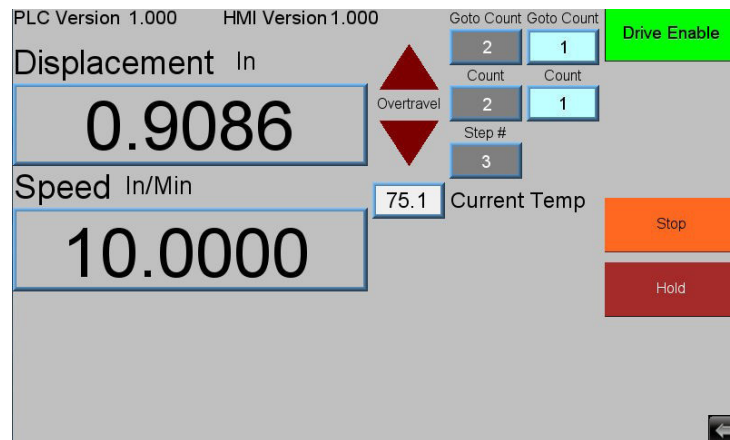 PLC Version 1.000 HMI Version 1.000
Goto Count Goto Count
2 1
Drive Enable
Displacement In
0.9086
Overtravel
Count Count
2 1
Step #
3
Speed In/Min
10.0000
75.1 Current Temp
Stop
Hold